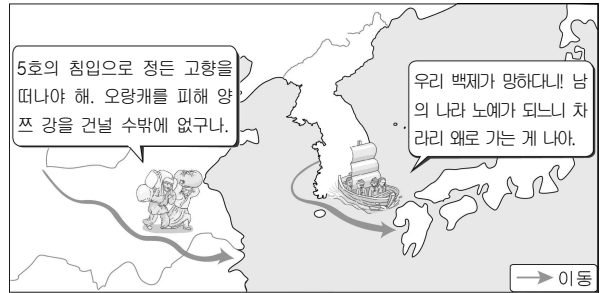 5호의 침입으로 정든 고향을
떠나야 해. 오랑캐를 피해 양
쯔 강을 건널 수밖에 없구나.
우리 백제가 망하다니! 남
의 나라 노예가 되느니 차
라리 왜로 가는 게 나아.
이동